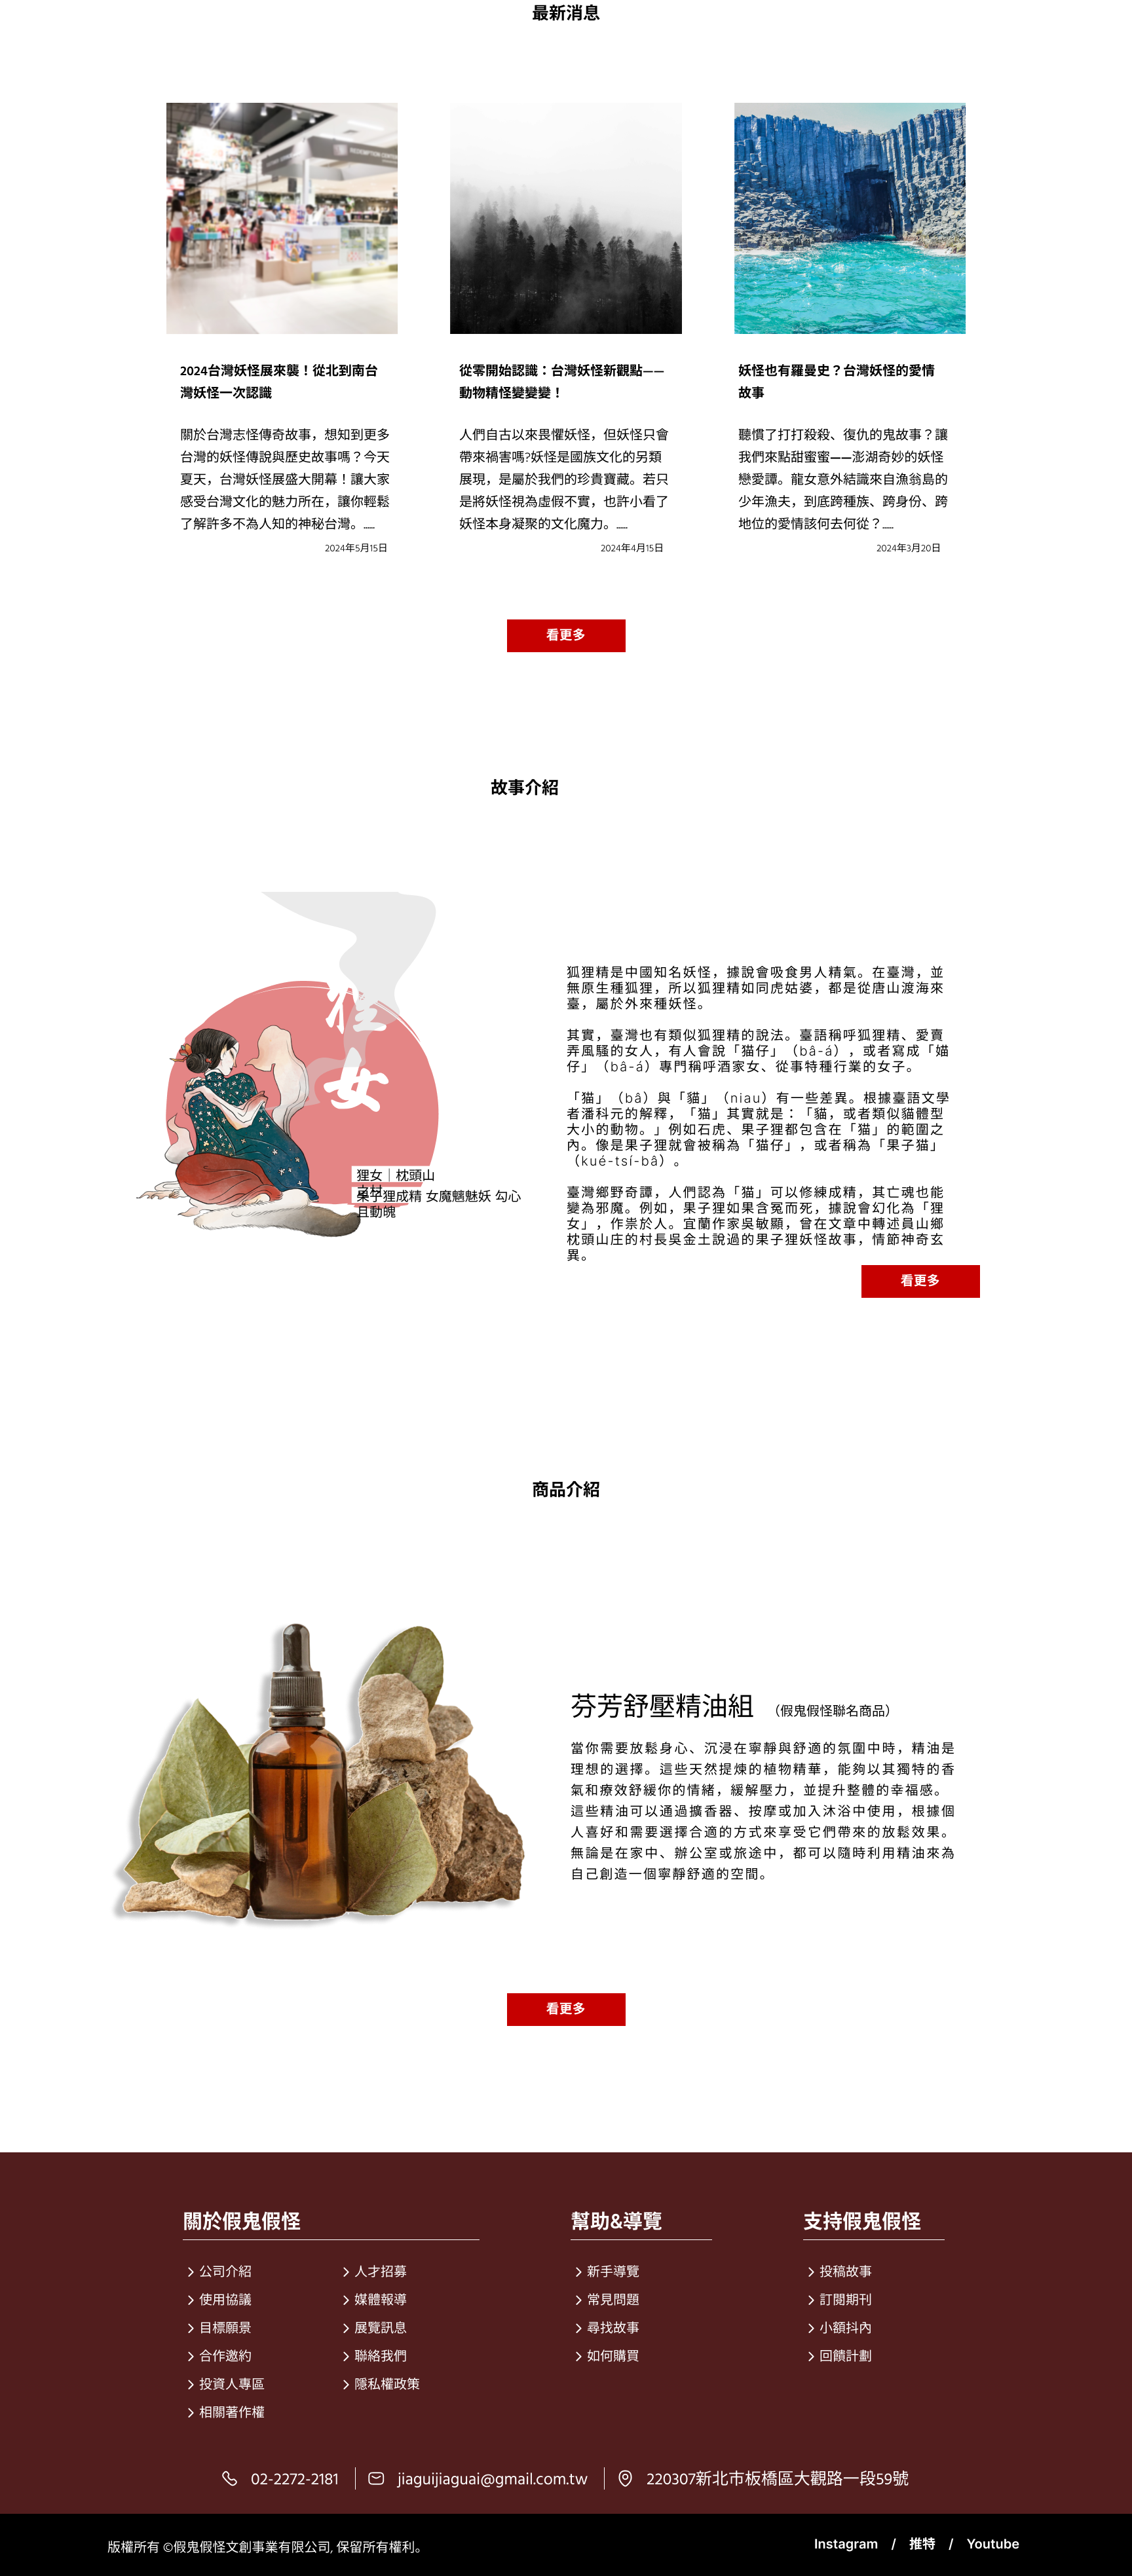 最新消息
2024台灣妖怪展來襲！從北到南台
灣妖怪一次認識
關於台灣志怪傳奇故事，想知到更多
台灣的妖怪傳說與歷史故事嗎？今天
夏天，台灣妖怪展盛大開幕！讓大家
感受台灣文化的魅力所在，讓你輕鬆
了解許多不為人知的神秘台灣。......
2024年5月15日
從零開始認識：台灣妖怪新觀點——
動物精怪變變變！
人們自古以來畏懼妖怪，但妖怪只會
帶來禍害嗎?妖怪是國族文化的另類
展現，是屬於我們的珍貴寶藏。若只
是將妖怪視為虛假不實，也許小看了
妖怪本身凝聚的文化魔力。......
2024年4月15日
妖怪也有羅曼史？台灣妖怪的愛情
故事
聽慣了打打殺殺、復仇的鬼故事？讓
我們來點甜蜜蜜——澎湖奇妙的妖怪
戀愛譚。龍女意外結識來自漁翁島的
少年漁夫，到底跨種族、跨身份、跨
地位的愛情該何去何從？......
2024年3月20日
看更多
故事介紹
狸
女
狸女｜枕頭山
之村
果子狸成精 女魔魑魅妖 勾心
且動魄
狐狸精是中國知名妖怪，據說會吸食男人精氣。在臺灣，並
無原生種狐狸，所以狐狸精如同虎姑婆，都是從唐山渡海來
臺，屬於外來種妖怪。
其實，臺灣也有類似狐狸精的說法。臺語稱呼狐狸精、愛賣
弄風騷的女人，有人會說「猫仔」（bâ-á），或者寫成「媌
仔」（bâ-á）專門稱呼酒家女、從事特種行業的女子。
「猫」（bâ）與「貓」（niau）有一些差異。根據臺語文學
者潘科元的解釋，「猫」其實就是：「貓，或者類似貓體型
大小的動物。」例如石虎、果子狸都包含在「猫」的範圍之
內。像是果子狸就會被稱為「猫仔」，或者稱為「果子猫」
（kué-tsí-bâ）。
臺灣鄉野奇譚，人們認為「猫」可以修練成精，其亡魂也能
變為邪魔。例如，果子狸如果含冤而死，據說會幻化為「狸
女」，作祟於人。宜蘭作家吳敏顯，曾在文章中轉述員山鄉
枕頭山庄的村長吳金土說過的果子狸妖怪故事，情節神奇玄
異。
看更多
商品介紹
芬芳舒壓精油組 （假鬼假怪聯名商品）
當你需要放鬆身心、沉浸在寧靜與舒適的氛圍中時，精油是
理想的選擇。這些天然提煉的植物精華，能夠以其獨特的香
氣和療效舒緩你的情緒，緩解壓力，並提升整體的幸福感。
這些精油可以通過擴香器、按摩或加入沐浴中使用，根據個
人喜好和需要選擇合適的方式來享受它們帶來的放鬆效果。
無論是在家中、辦公室或旅途中，都可以隨時利用精油來為
自己創造一個寧靜舒適的空間。
看更多
關於假鬼假怪
公司介紹
使用協議
目標願景
合作邀約
投資人專區
相關著作權
人才招募
媒體報導
展覽訊息
聯絡我們
隱私權政策
幫助&導覽
新手導覽
常見問題
尋找故事
如何購買
支持假鬼假怪
投稿故事
訂閱期刊
小額抖內
回饋計劃
02-2272-2181
jiaguijiaguai@gmail.com.tw
220307新北市板橋區大觀路一段59號
版權所有 ©假鬼假怪文創事業有限公司, 保留所有權利。
Instagram / 推特 / Youtube